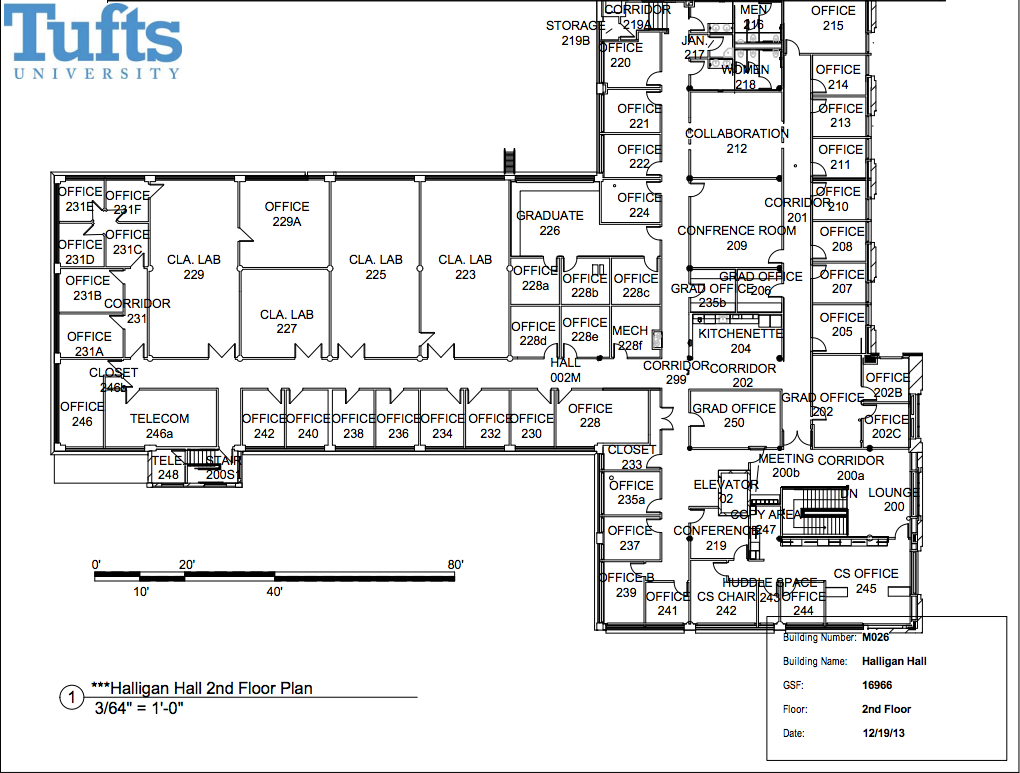 Tufts
UNIVERSITY
CORRIDOR
219A
STORAGE
219B
MEN
216
OFFICE
215
JAN.
217
OFFICE
220
WOMEN
218
OFFICE
214
OFFICE
221
OFFICE
213
COLLABORATION
212
OFFICE
222
OFFICE
211
OFFICE
231E
OFFICE
231F
OFFICE
229A
GRADUATE
226
OFFICE
224
CORRIDOR
201
OFFICE
210
OFFICE
231D
OFFICE
231C
CONFRENCE ROOM
209
OFFICE
208
CLA. LAB
229
CLA. LAB
225
CLA. LAB
223
OFFICE
228a
OFFICE
228b
OFFICE
228c
GRAD OFFICE
235b
GRAD OFFICE
206
OFFICE
207
OFFICE
231B
CORRIDOR
231
CLA. LAB
227
OFFICE
228d
OFFICE
228e
MECH
228f
KITCHENETTE
204
OFFICE
205
OFFICE
231A
HALL
002M
CORRIDOR
299
CORRIDOR
202
CLOSET
246b
OFFICE
202B
OFFICE
246
TELECOM
246a
OFFICE
242
OFFICE
240
OFFICE
238
OFFICE
236
OFFICE
234
OFFICE
232
OFFICE
230
OFFICE
228
GRAD OFFICE
250
GRAD OFFICE
202
OFFICE
202C
TELE
248
STAIR
200S1
CLOSET
233
MEETING
200b
CORRIDOR
200a
OFFICE
235a
ELEVATOR
02
DN
LOUNGE
200
COPY AREA
247
OFFICE
237
CONFERENCE
219
OFFICE B
239
OFFICE
241
CS CHAIR
242
HUDDLE SPACE
243
OFFICE
244
CS OFFICE
245
0' 20' 80'
10' 40'
1
***Halligan Hall 2nd Floor Plan
3/64" = 1'-0"
Building Number: M026
Building Name: Halligan Hall
GSF: 16966
Floor: 2nd Floor
Date: 12/19/13